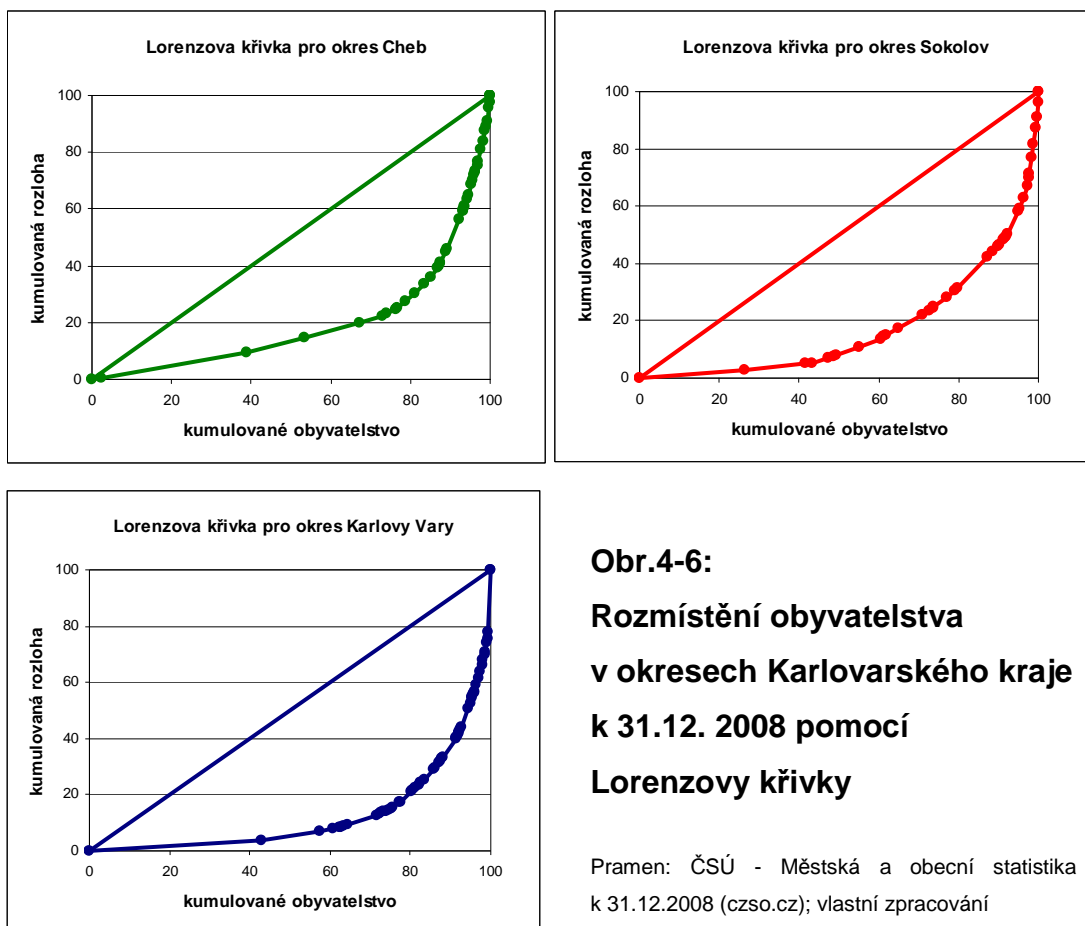 Lorenzova křivka pro okres Cheb
100
80
60
40
20
0
kumulovaná rozloha
0 20 40 60 80 100
kumulované obyvatelstvo
Lorenzova křivka pro okres Sokolov
100
80
60
40
20
0
kumulovaná rozloha
0 20 40 60 80 100
kumulované obyvatelstvo
Lorenzova křivka pro okres Karlovy Vary
100
80
60
40
20
0
kumulovaná rozloha
0 20 40 60 80 100
kumulované obyvatelstvo
Obr.4-6:
Rozmístění obyvatelstva
v okresech Karlovarského kraje
k 31.12. 2008 pomocí
Lorenzovy křivky
Pramen: ČSÚ - Městská a obecní statistika
k 31.12.2008 (czso.cz); vlastní zpracování